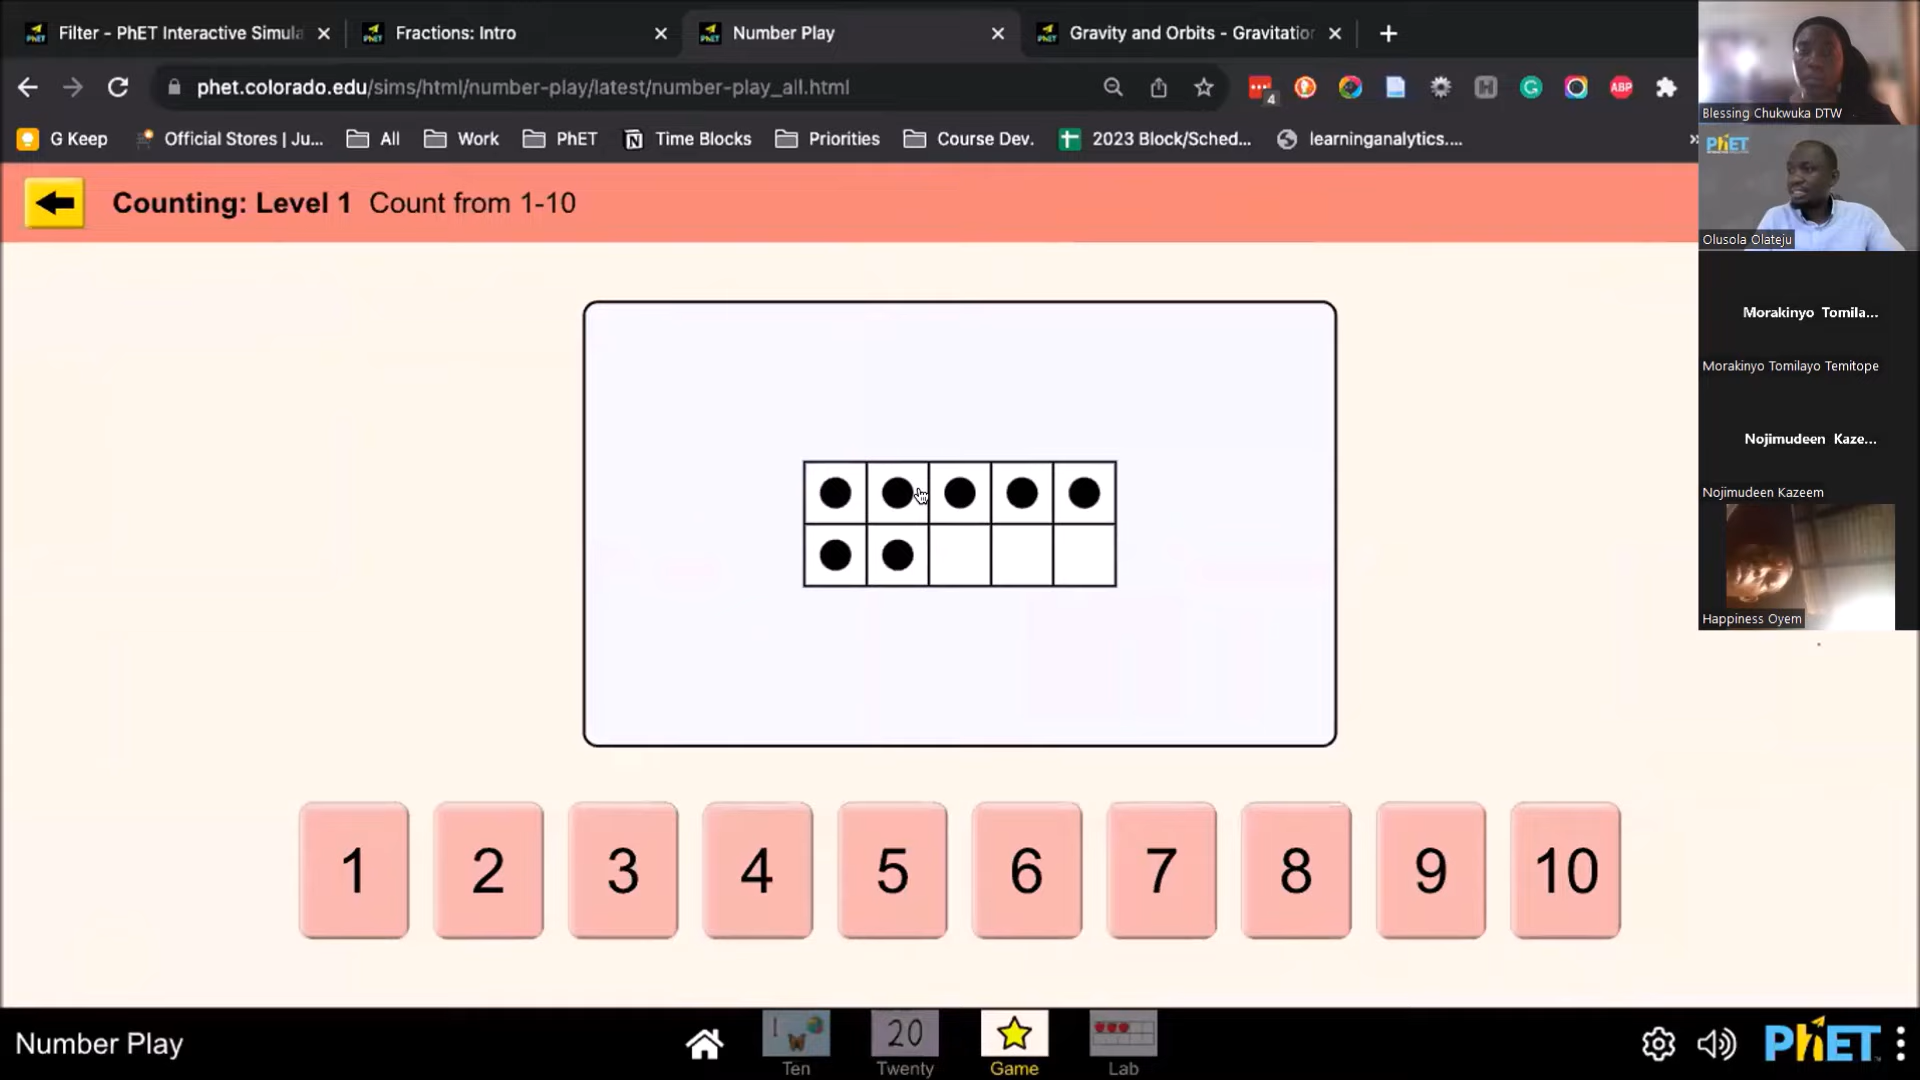 Filter - PhET Interactive Simula
Fractions: Intro
Number Play
Gravity and Orbits - Gravitation
phet.colorado.edu/sims/html/number-play/latest/number-play_all.html
4
ABP
G Keep
Official Stores | Ju...
All
Work
PhET
Time Blocks
Priorities
Course Dev.
2023 Block/Sched...
learninganalytics....
»
Counting: Level 1 Count from 1-10
1
2
3
4
5
6
7
8
9
10
Number Play
20
Ten
Twenty
Game
Lab
PhET
Blessing Chukwuka DTW
PhET
Olusola Olateju
Morakinyo Tomila...
Morakinyo Tomilayo Temitope
Nojimudeen Kaze...
Nojimudeen Kazeem
Happiness Oyem